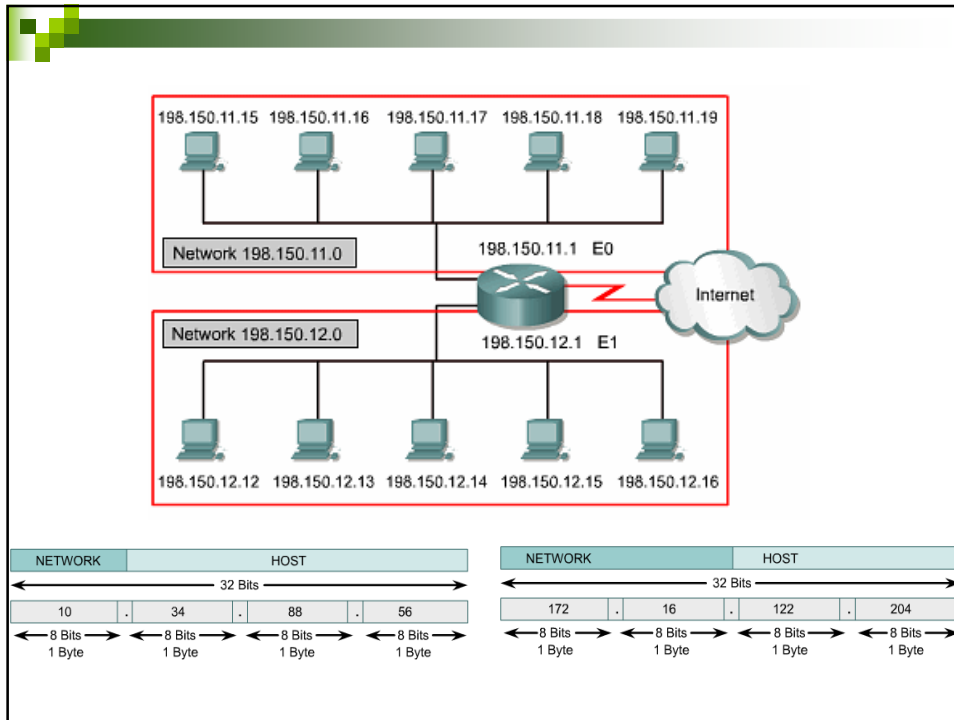 198.150.11.15 198.150.11.16 198.150.11.17 198.150.11.18 198.150.11.19
Network 198.150.11.0
198.150.11.1 E0
Internet
Network 198.150.12.0
198.150.12.1 E1
198.150.12.12 198.150.12.13 198.150.12.14 198.150.12.15 198.150.12.16
NETWORK HOST
32 Bits
10 . 34 . 88 . 56
8 Bits 8 Bits 8 Bits 8 Bits
1 Byte 1 Byte 1 Byte 1 Byte
NETWORK HOST
32 Bits
172 . 16 . 122 . 204
8 Bits 8 Bits 8 Bits 8 Bits
1 Byte 1 Byte 1 Byte 1 Byte